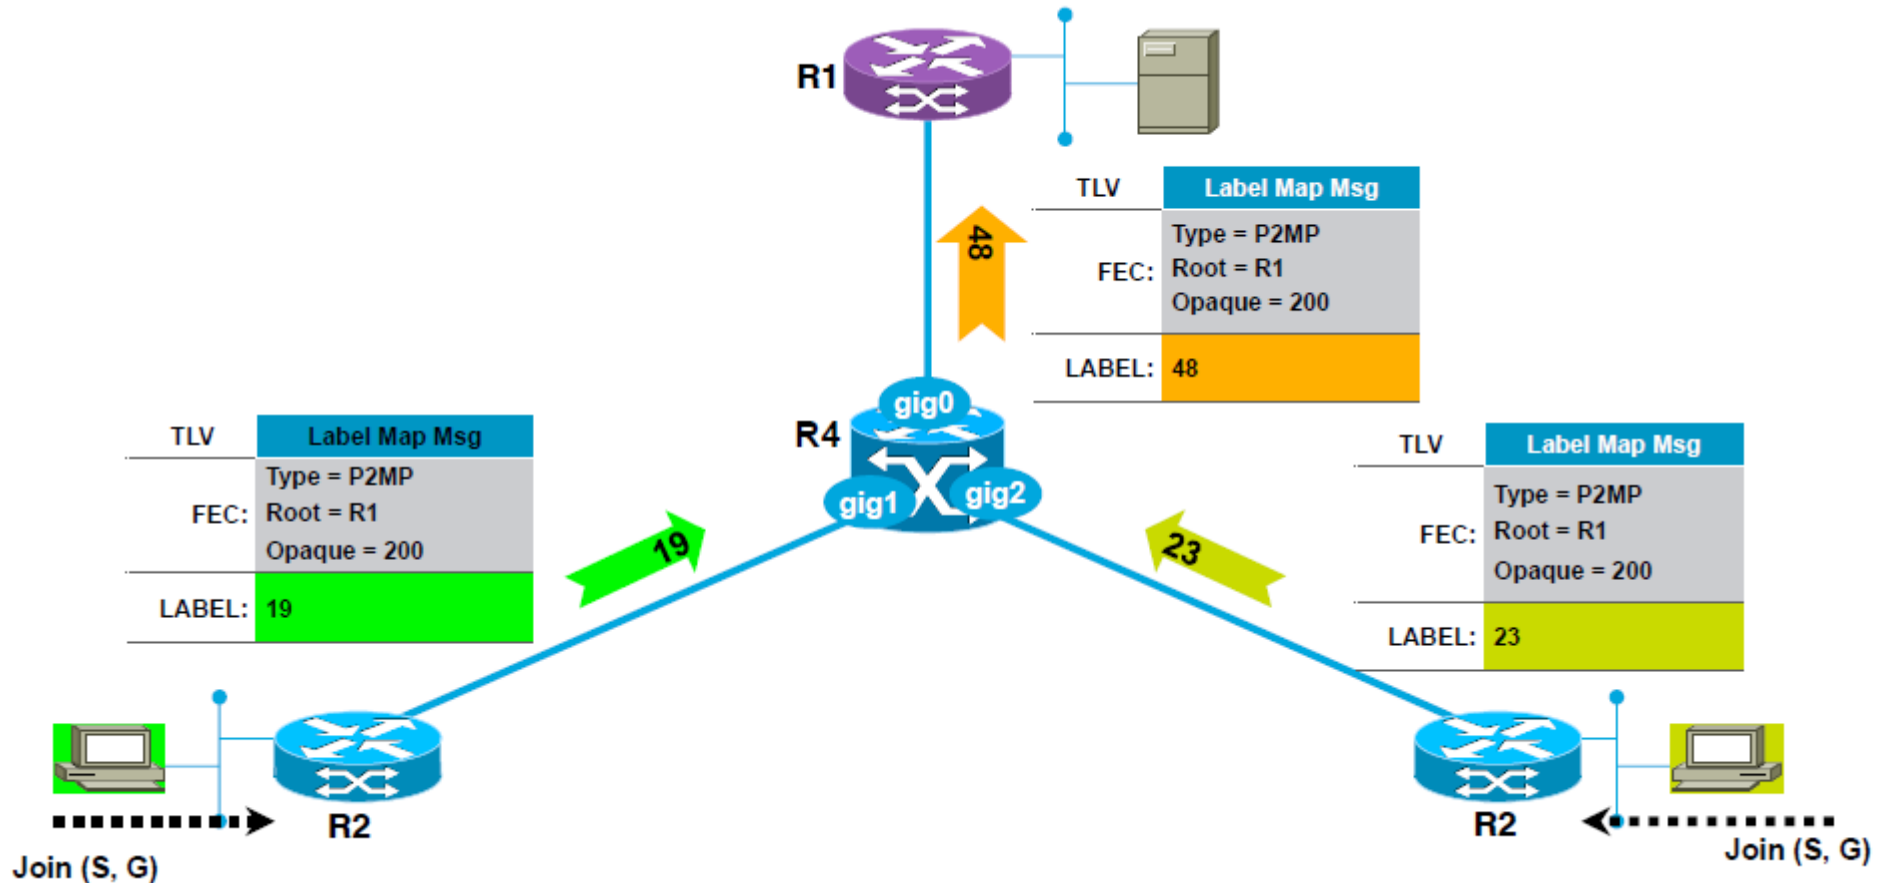 R1
TLV Label Map Msg
Type = P2MP
FEC: Root = R1
Opaque = 200
LABEL: 48
48
gig0
R4
gig1
gig2
TLV Label Map Msg
Type = P2MP
FEC: Root = R1
Opaque = 200
LABEL: 19
19
23
TLV Label Map Msg
Type = P2MP
FEC: Root = R1
Opaque = 200
LABEL: 23
R2
Join (S, G)
R2
Join (S, G)